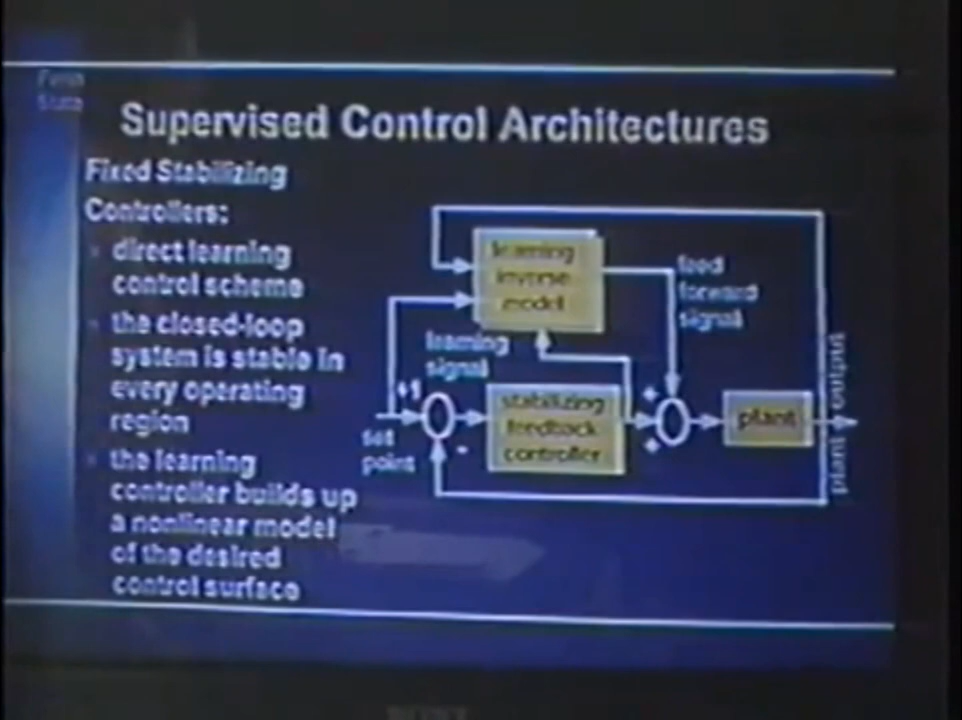 Penn
State
Supervised Control Architectures
Fixed Stabilizing
Controllers:
direct learning
control scheme
the closed-loop
system is stable in
every operating
region
the learning
controller builds up
a nonlinear model
of the desired
control surface
learning
inverse
model
feed
forward
signal
learning
signal
+
stabilizing
feedback
controller
+
+
-
set
point
plant
plant output